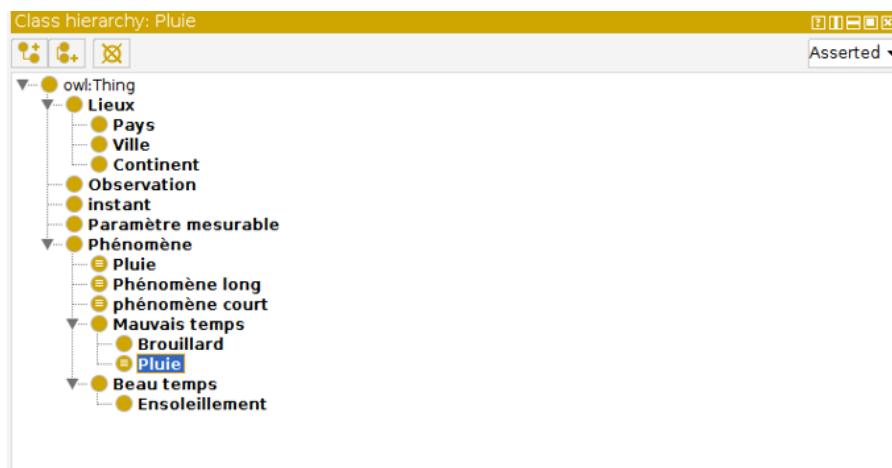 Class hierarchy: Pluie
Asserted
owl:Thing
Lieux
Pays
Ville
Continent
Observation
instant
Paramètre mesurable
Phénomène
Pluie
Phénomène long
phénomène court
Mauvais temps
Brouillard
Pluie
Beau temps
Ensoleillement